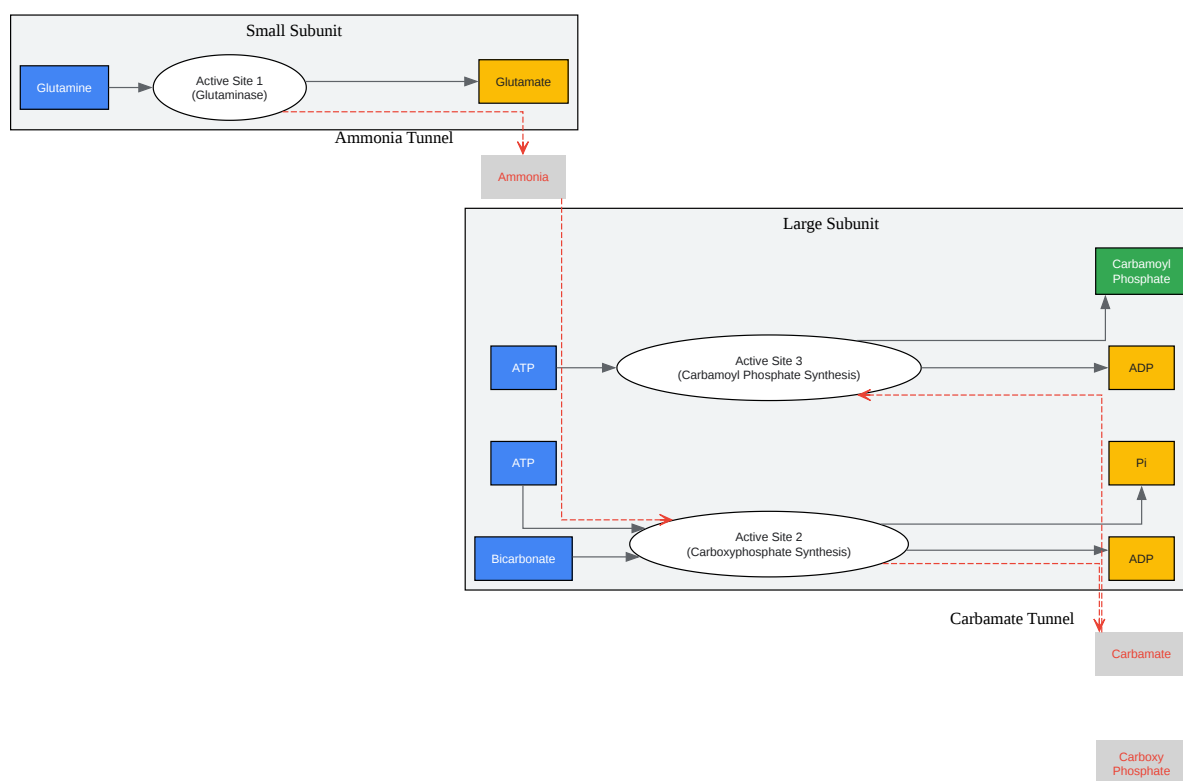 Small Subunit
Glutamine
Active Site 1
(Glutaminase)
Glutamate
Ammonia Tunnel
Ammonia
Large Subunit
Carbamoyl
Phosphate
ATP
Active Site 3
(Carbamoyl Phosphate Synthesis)
ADP
ATP
Pi
Active Site 2
(Carboxyphosphate Synthesis)
Bicarbonate
ADP
Carbamate Tunnel
Carbamate
Carboxy
Phosphate